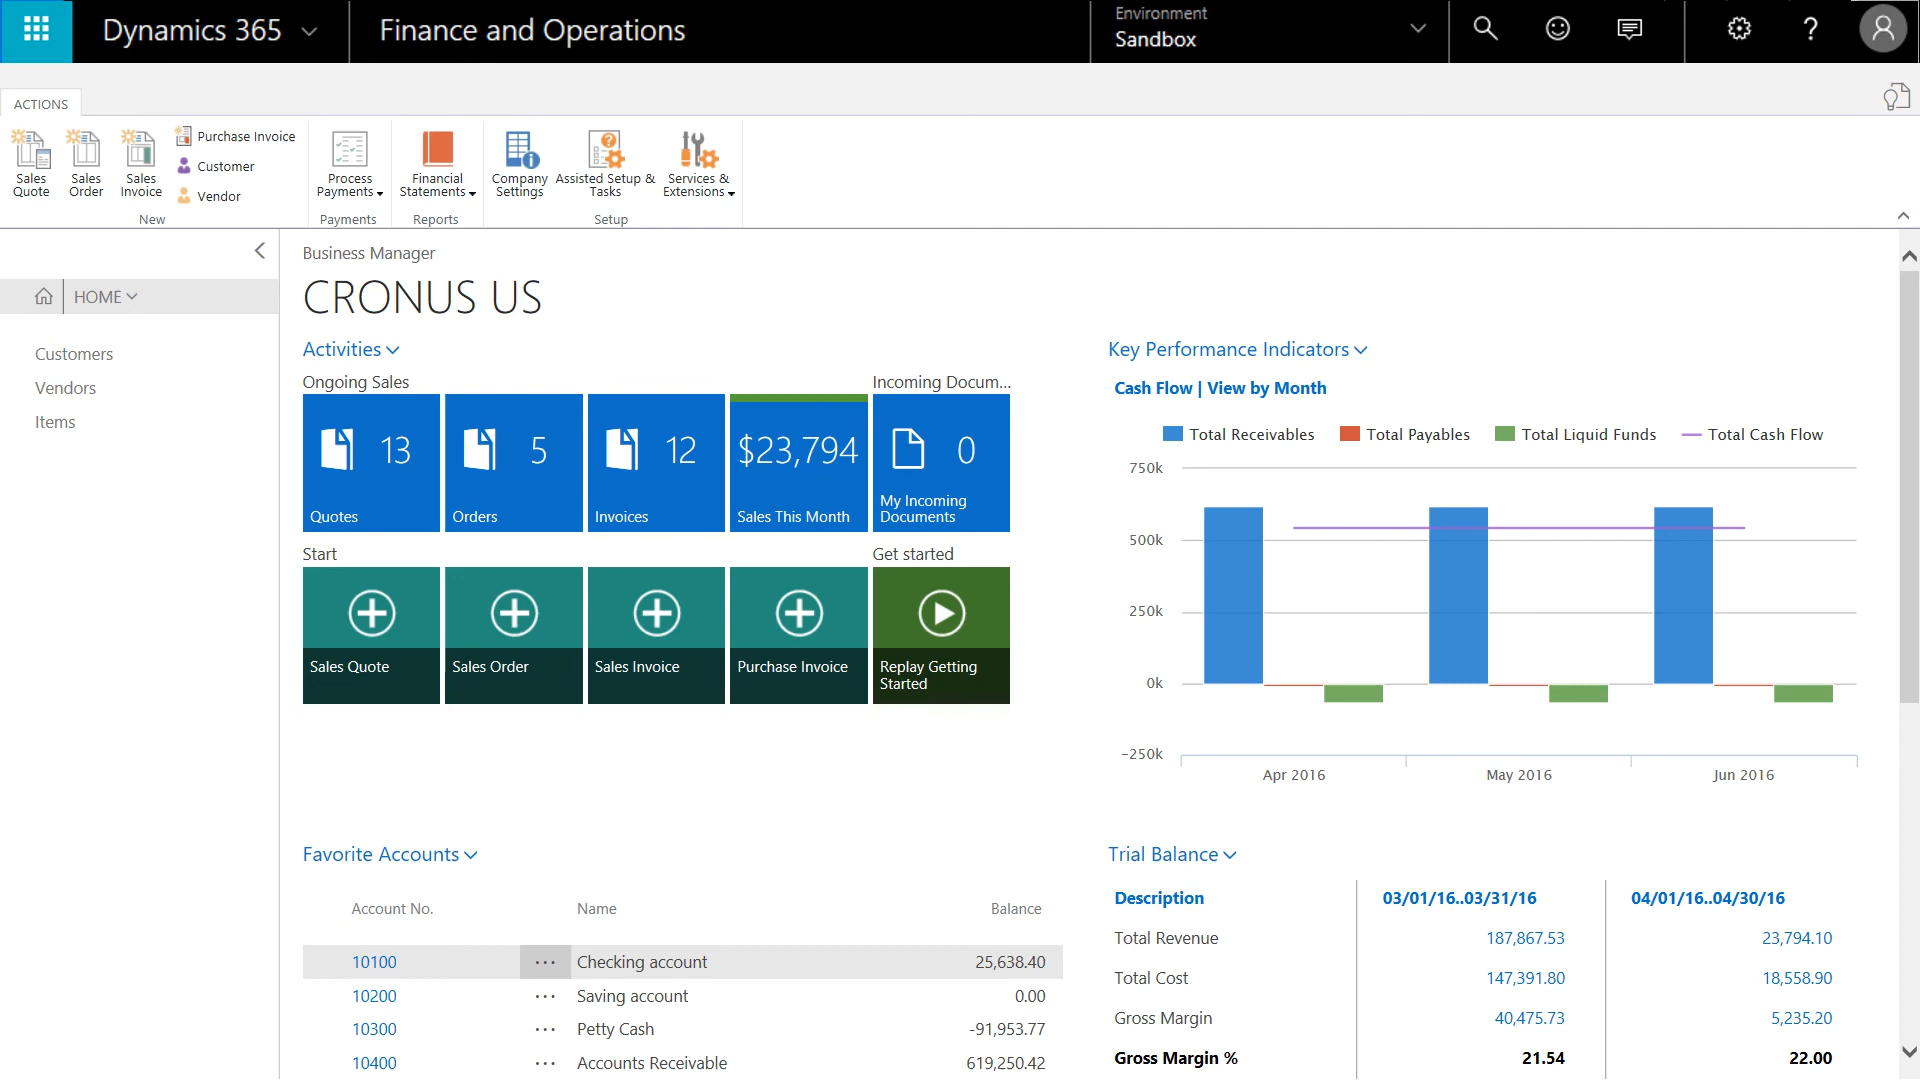 Dynamics 365
Finance and Operations
Environment
Sandbox
?
ACTIONS
Sales Quote
Sales Order
Sales Invoice
Purchase Invoice
Customer
Vendor
New
Process Payments
Payments
Financial Statements
Reports
Company Settings
Assisted Setup & Tasks
Services & Extensions
Setup
HOME
Customers
Vendors
Items
Business Manager
CRONUS US
Activities
Ongoing Sales
Incoming Docum...
13
Quotes
5
Orders
12
Invoices
$23,794
Sales This Month
0
My Incoming
Documents
Start
Get started
Sales Quote
Sales Order
Sales Invoice
Purchase Invoice
Replay Getting
Started
Key Performance Indicators
Cash Flow | View by Month
Total Receivables
Total Payables
Total Liquid Funds
Total Cash Flow
750k
500k
250k
0k
-250k
Apr 2016
May 2016
Jun 2016
Favorite Accounts
Account No. Name Balance
10100 ... Checking account 25,638.40
10200 ... Saving account 0.00
10300 ... Petty Cash -91,953.77
10400 ... Accounts Receivable 619,250.42
Trial Balance
Description 03/01/16..03/31/16 04/01/16..04/30/16
Total Revenue 187,867.53 23,794.10
Total Cost 147,391.80 18,558.90
Gross Margin 40,475.73 5,235.20
Gross Margin % 21.54 22.00